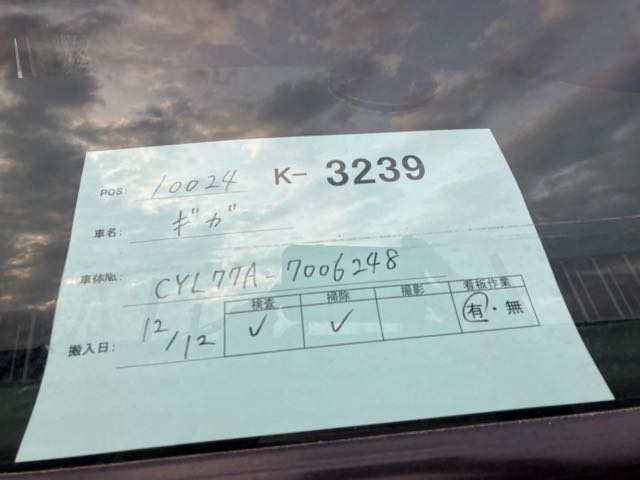 POS: 10024 K- 3239
車名: ギガ
車体No.: CYL77A-7006248
検査 掃除 撮影 看板作業
搬入日: 12/12 ✓ ✓ 有・無